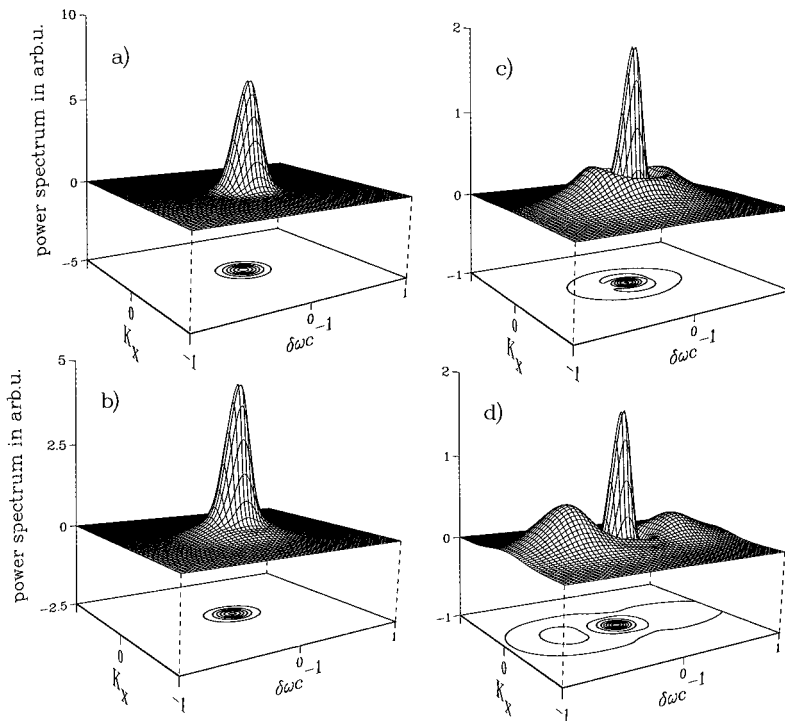 a)
power spectrum in arb.u.
10
5
0
-5
0
-1
K_x
-1
0
1
δωc^-1
c)
2
1
0
-1
0
-1
K_x
0
δωc^-1
b)
power spectrum in arb.u.
5
2.5
0
-2.5
0
-1
K_x
0
1
δωc^-1
d)
2
1
0
-1
0
-1
K_x
0
1
δωc^-1